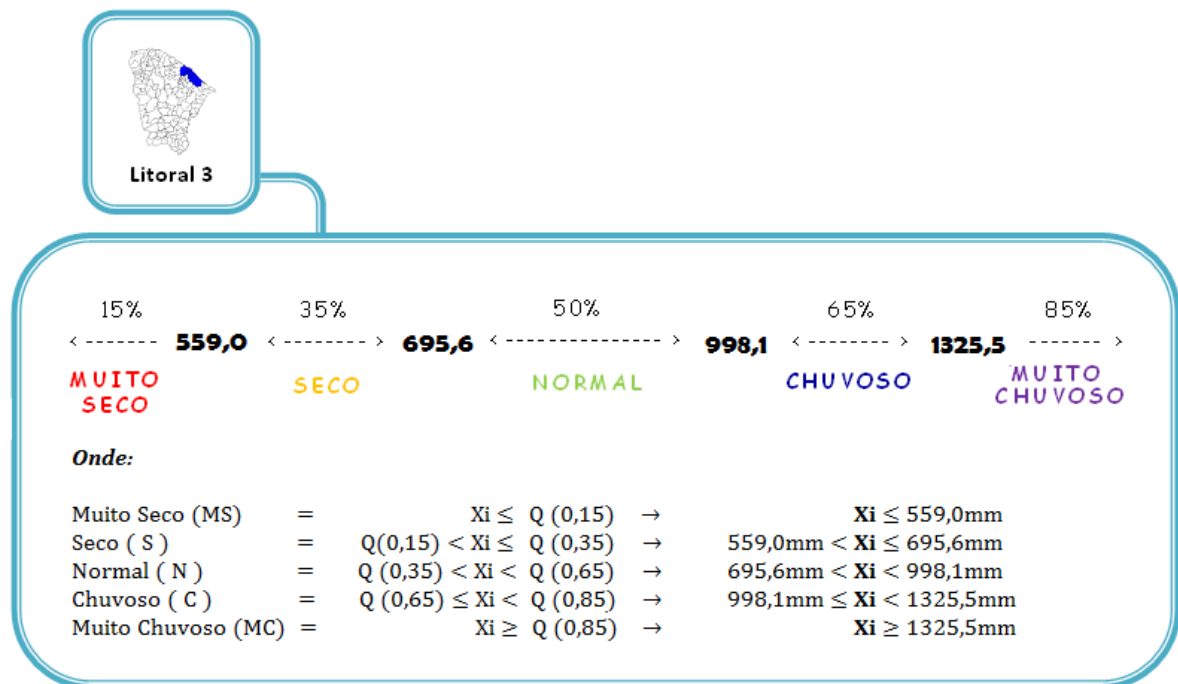 Litoral 3
15% 35% 50% 65% 85%
< ------- 559,0 < -------- > 695,6 < -------------- > 998,1 < -------- > 1325,5 ------- >
MUITO SECO SECO NORMAL CHUVOSO MUITO CHUVOSO
Onde:
Muito Seco (MS) = Xi ≤ Q (0,15) → Xi ≤ 559,0mm
Seco ( S ) = Q(0,15) < Xi ≤ Q (0,35) → 559,0mm < Xi ≤ 695,6mm
Normal ( N ) = Q (0,35) < Xi < Q (0,65) → 695,6mm < Xi < 998,1mm
Chuvoso ( C ) = Q (0,65) ≤ Xi < Q (0,85) → 998,1mm ≤ Xi < 1325,5mm
Muito Chuvoso (MC) = Xi ≥ Q (0,85) → Xi ≥ 1325,5mm